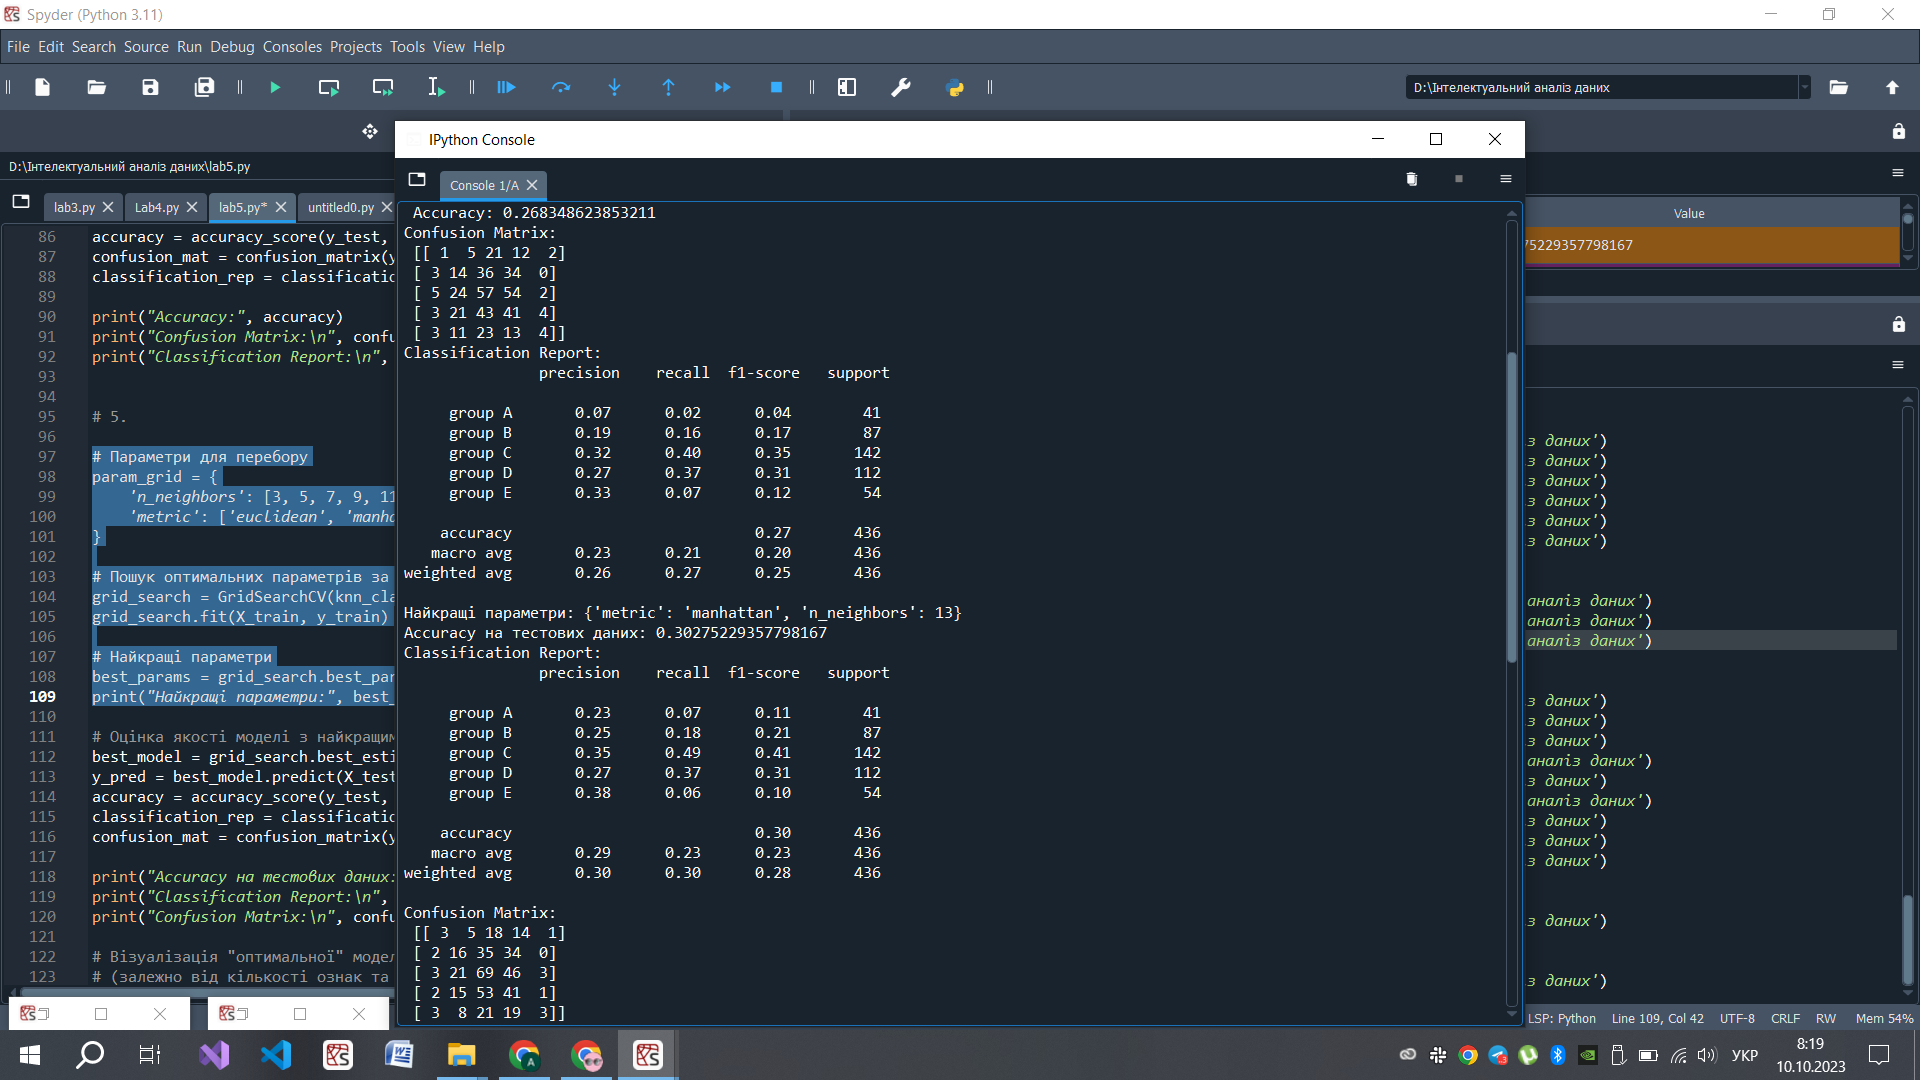 Spyder (Python 3.11)
File Edit Search Source Run Debug Consoles Projects Tools View Help
D:\Інтелектуальний аналіз даних
D:\Інтелектуальний аналіз даних\lab5.py
lab3.py Lab4.py lab5.py* untitled0.py
86 accuracy = accuracy_score(y_test,
87 confusion_mat = confusion_matrix(y
88 classification_rep = classificatio
89
90 print("Accuracy:", accuracy)
91 print("Confusion Matrix:\n", confu
92 print("Classification Report:\n",
93
94
95 # 5.
96
97 # Параметри для перебору
98 param_grid = {
99 'n_neighbors': [3, 5, 7, 9, 11
100 'metric': ['euclidean', 'manha
101 }
102
103 # Пошук оптимальних параметрів за
104 grid_search = GridSearchCV(knn_cla
105 grid_search.fit(X_train, y_train)
106
107 # Найкращі параметри
108 best_params = grid_search.best_par
109 print("Найкращі параметри:", best_
110
111 # Оцінка якості моделі з найкращим
112 best_model = grid_search.best_esti
113 y_pred = best_model.predict(X_test
114 accuracy = accuracy_score(y_test,
115 classification_rep = classificatio
116 confusion_mat = confusion_matrix(y
117
118 print("Accuracy на тестових даних:
119 print("Classification Report:\n",
120 print("Confusion Matrix:\n", confu
121
122 # Візуалізація "оптимальної" модел
123 # (залежно від кількості ознак та
IPython Console
Console 1/A
Accuracy: 0.268348623853211
Confusion Matrix:
[[ 1 5 21 12 2]
[ 3 14 36 34 0]
[ 5 24 57 54 2]
[ 3 21 43 41 4]
[ 3 11 23 13 4]]
Classification Report:
precision recall f1-score support
group A 0.07 0.02 0.04 41
group B 0.19 0.16 0.17 87
group C 0.32 0.40 0.35 142
group D 0.27 0.37 0.31 112
group E 0.33 0.07 0.12 54
accuracy 0.27 436
macro avg 0.23 0.21 0.20 436
weighted avg 0.26 0.27 0.25 436
Найкращі параметри: {'metric': 'manhattan', 'n_neighbors': 13}
Accuracy на тестових даних: 0.30275229357798167
Classification Report:
precision recall f1-score support
group A 0.23 0.07 0.11 41
group B 0.25 0.18 0.21 87
group C 0.35 0.49 0.41 142
group D 0.27 0.37 0.31 112
group E 0.38 0.06 0.10 54
accuracy 0.30 436
macro avg 0.29 0.23 0.23 436
weighted avg 0.30 0.30 0.28 436
Confusion Matrix:
[[ 3 5 18 14 1]
[ 2 16 35 34 0]
[ 3 21 69 46 3]
[ 2 15 53 41 1]
[ 3 8 21 19 3]]
Value
75229357798167
з даних')
з даних')
з даних')
з даних')
з даних')
з даних')
аналіз даних')
аналіз даних')
аналіз даних')
з даних')
з даних')
з даних')
аналіз даних')
з даних')
аналіз даних')
з даних')
з даних')
з даних')
з даних')
з даних')
LSP: Python Line 109, Col 42 UTF-8 CRLF RW Mem 54%
УКР
8:19
10.10.2023